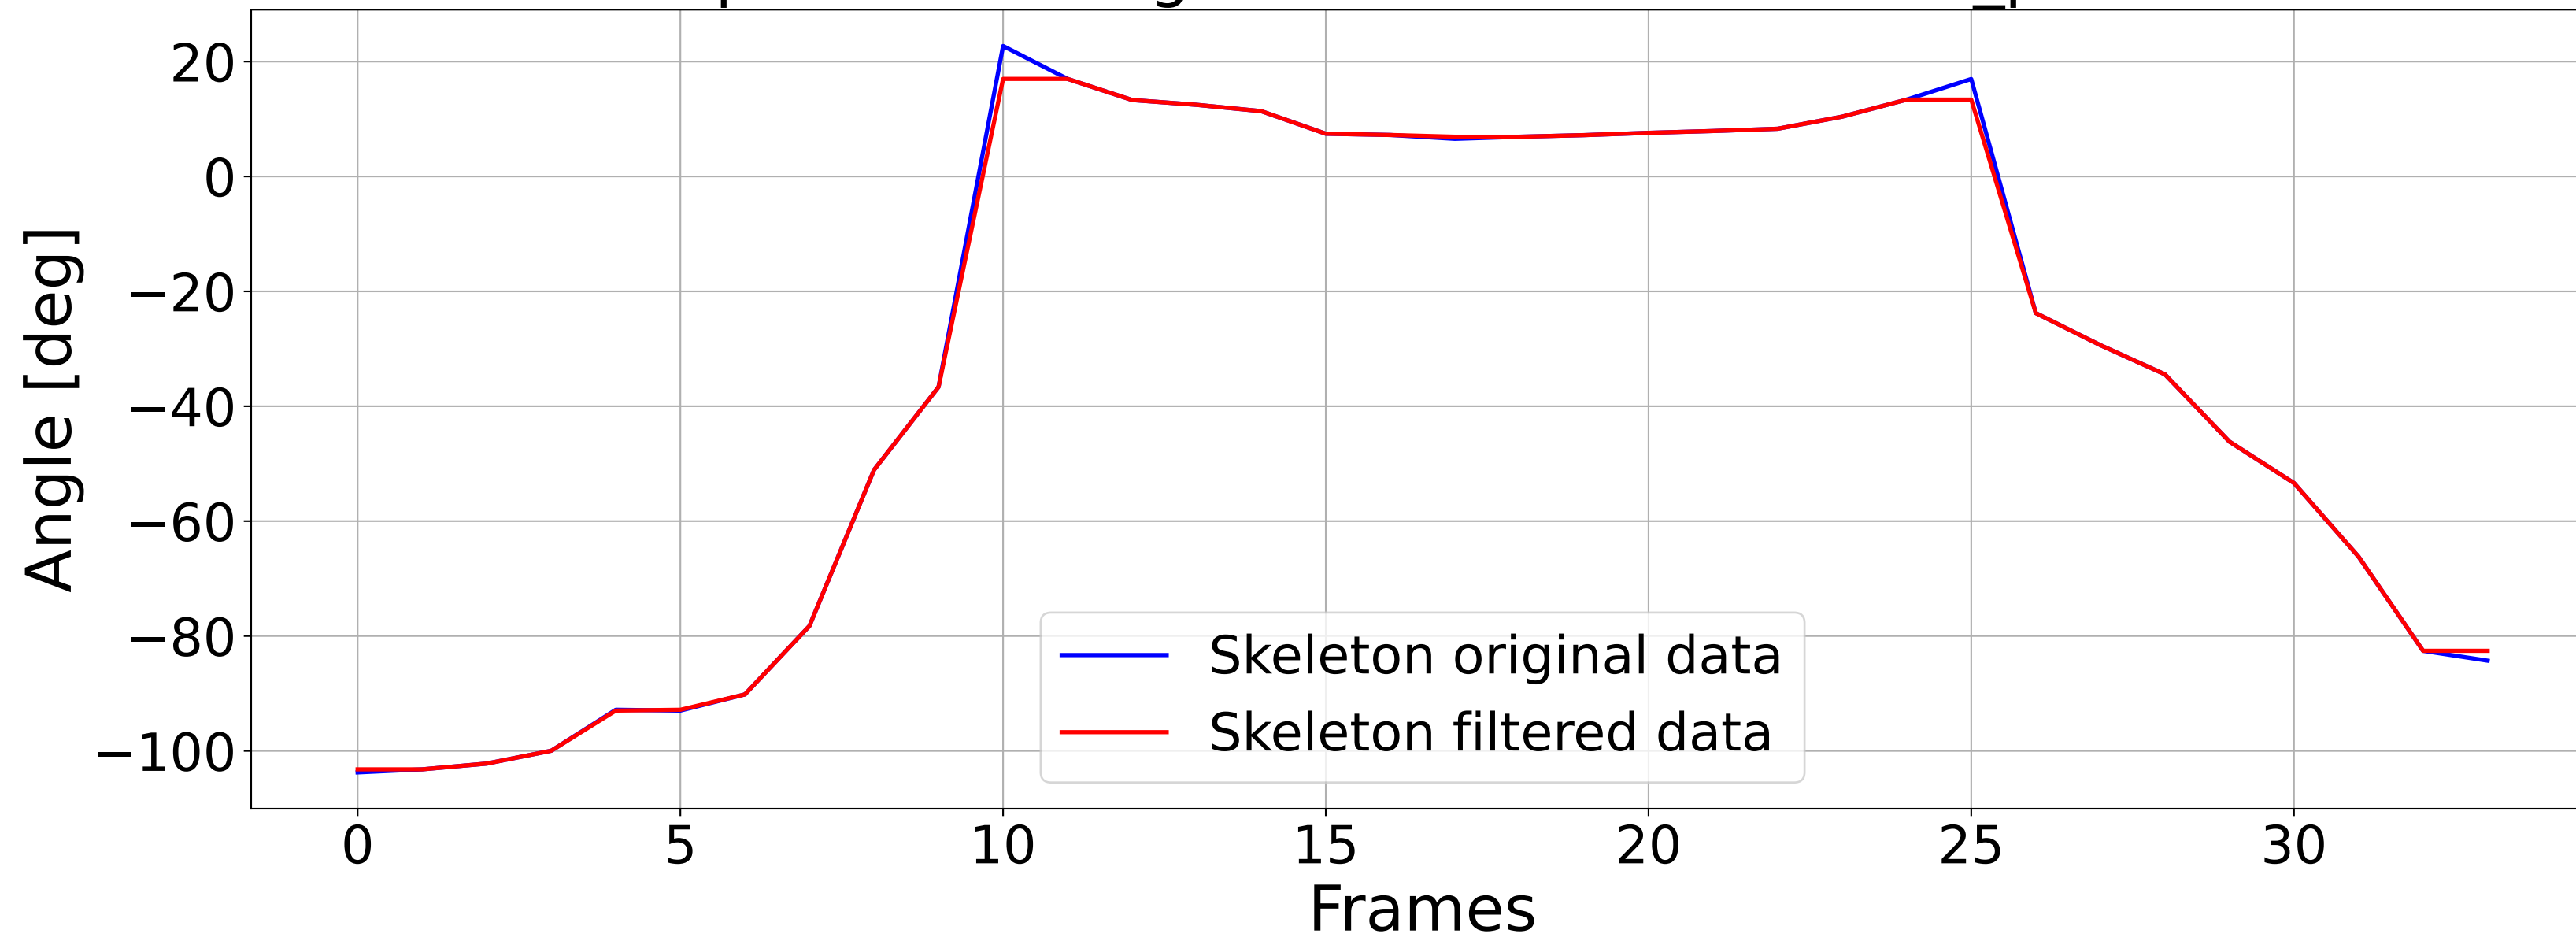 20
0
−20
−40
−60
−80
−100
Angle [deg]
Skeleton original data
Skeleton filtered data
0 5 10 15 20 25 30
Frames